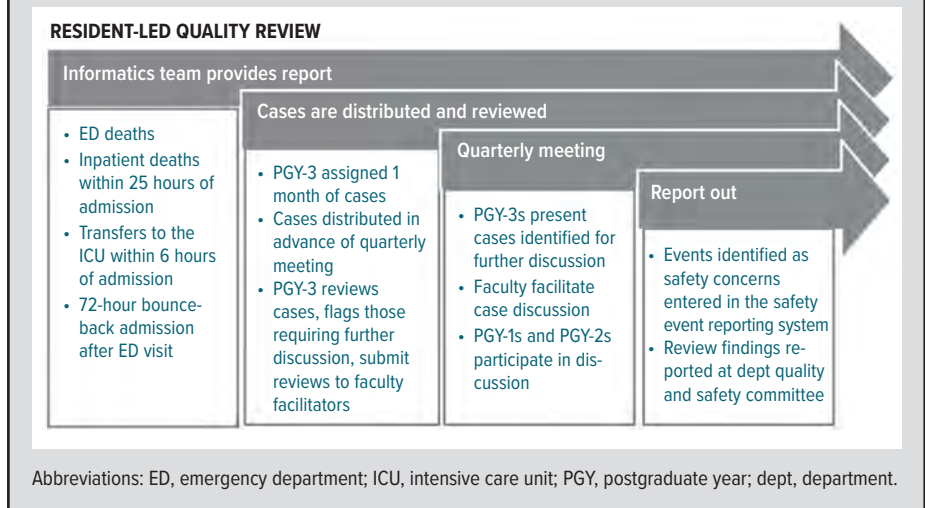 RESIDENT-LED QUALITY REVIEW
Informatics team provides report
• ED deaths
• Inpatient deaths
within 25 hours of
admission
• Transfers to the
ICU within 6 hours
of admission
• 72-hour bounce-
back admission
after ED visit
Cases are distributed and reviewed
• PGY-3 assigned 1
month of cases
• Cases distributed in
advance of quarterly
meeting
• PGY-3 reviews
cases, flags those
requiring further
discussion, submit
reviews to faculty
facilitators
Quarterly meeting
• PGY-3s present
cases identified for
further discussion
• Faculty facilitate
case discussion
• PGY-1s and PGY-2s
participate in dis-
cussion
Report out
• Events identified as
safety concerns
entered in the safety
event reporting system
• Review findings re-
ported at dept quality
and safety committee
Abbreviations: ED, emergency department; ICU, intensive care unit; PGY, postgraduate year; dept, department.